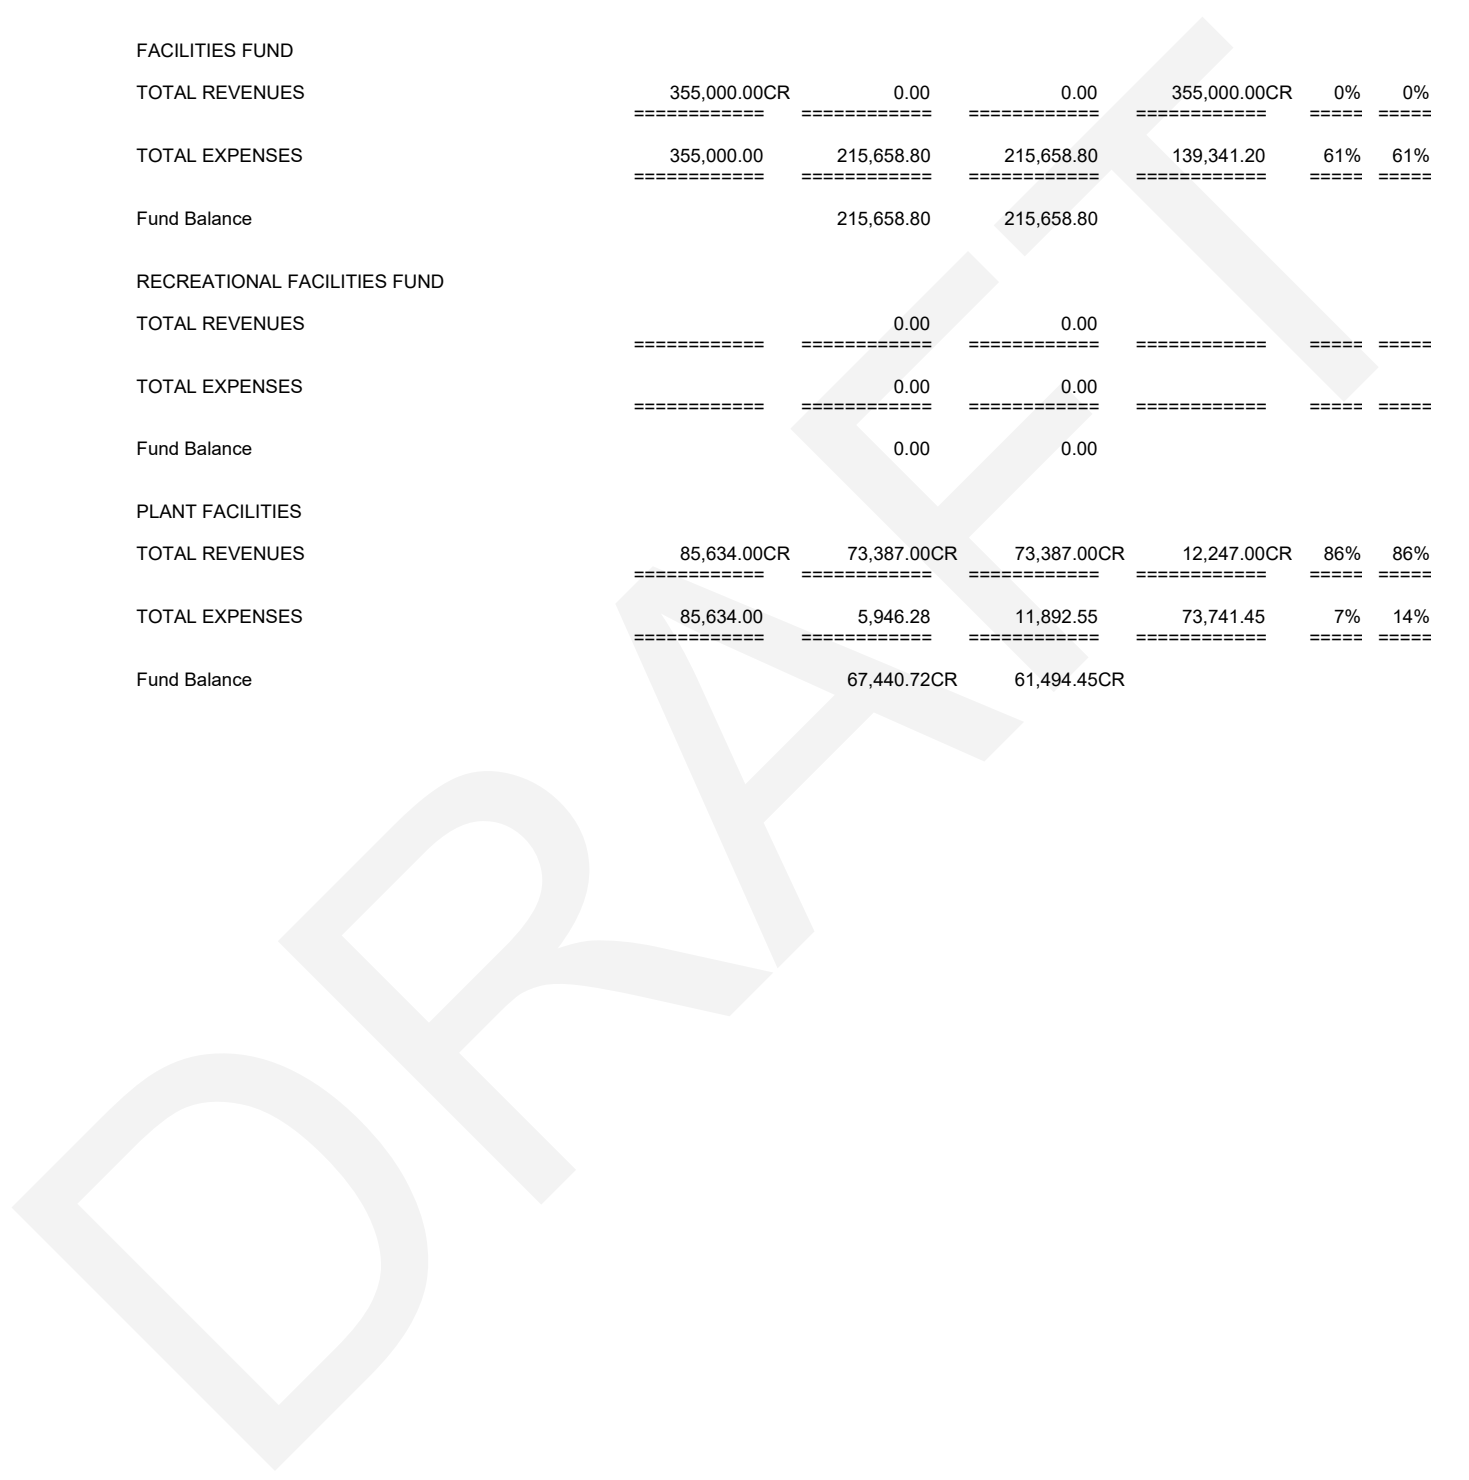 FACILITIES FUND
TOTAL REVENUES 355,000.00CR 0.00 0.00 355,000.00CR 0% 0%
============ ============ ============ ============ ===== =====
TOTAL EXPENSES 355,000.00 215,658.80 215,658.80 139,341.20 61% 61%
============ ============ ============ ============ ===== =====
Fund Balance 215,658.80 215,658.80
RECREATIONAL FACILITIES FUND
TOTAL REVENUES 0.00 0.00
============ ============ ============ ============ ===== =====
TOTAL EXPENSES 0.00 0.00
============ ============ ============ ============ ===== =====
Fund Balance 0.00 0.00
PLANT FACILITIES
TOTAL REVENUES 85,634.00CR 73,387.00CR 73,387.00CR 12,247.00CR 86% 86%
============ ============ ============ ============ ===== =====
TOTAL EXPENSES 85,634.00 5,946.28 11,892.55 73,741.45 7% 14%
============ ============ ============ ============ ===== =====
Fund Balance 67,440.72CR 61,494.45CR
DRAFT